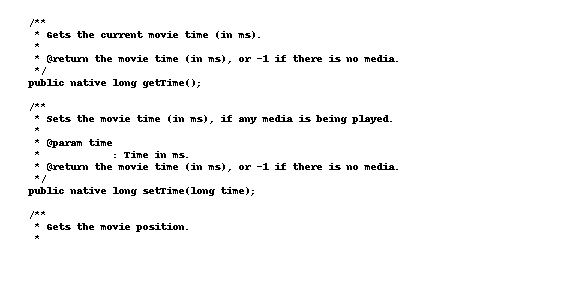 /**
 * Gets the current movie time (in ms).
 *
 * @return the movie time (in ms), or -1 if there is no media.
 */
public native long getTime();
/**
 * Sets the movie time (in ms), if any media is being played.
 *
 * @param time
 *            : Time in ms.
 * @return the movie time (in ms), or -1 if there is no media.
 */
public native long setTime(long time);
/**
 * Gets the movie position.
 *